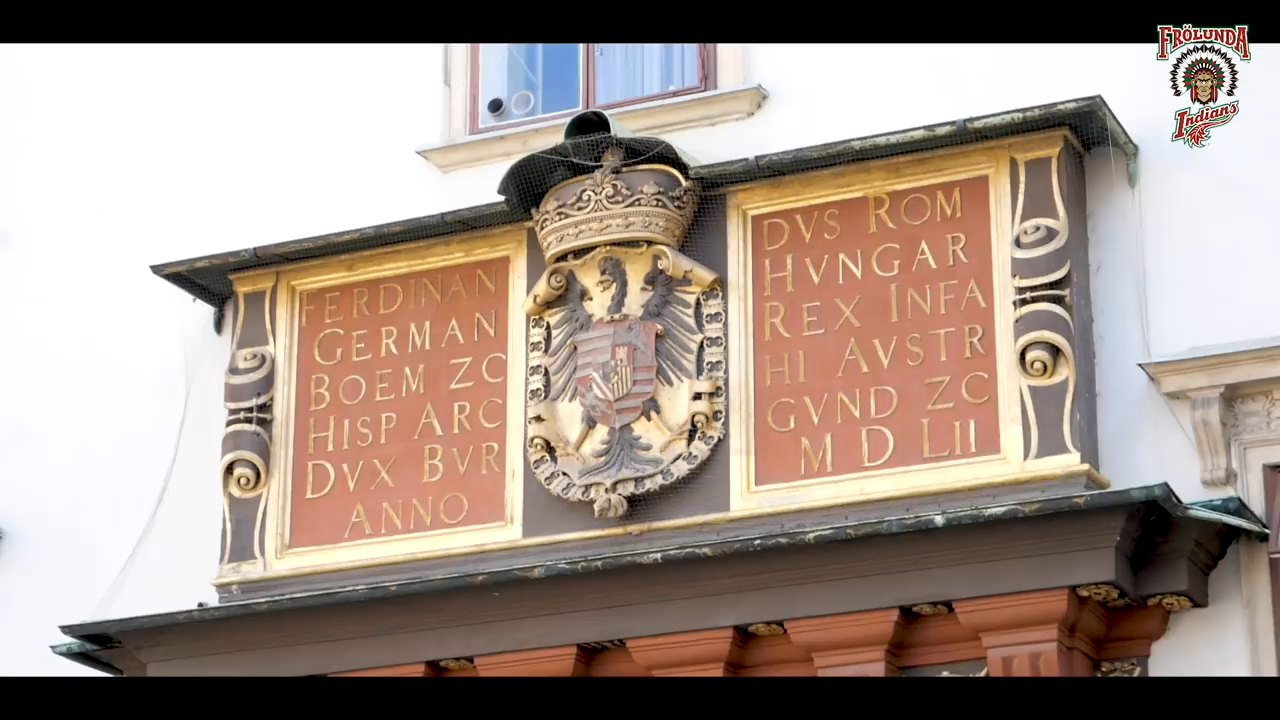 FRÖLUNDA
Indians
FERDINAN
GERMAN
BOEM ZC
HISP ARC
DVX BVR
ANNO
DVS ROM
HVNGAR
REX INFA
HI AVSTR
GVND ZC
M D LII